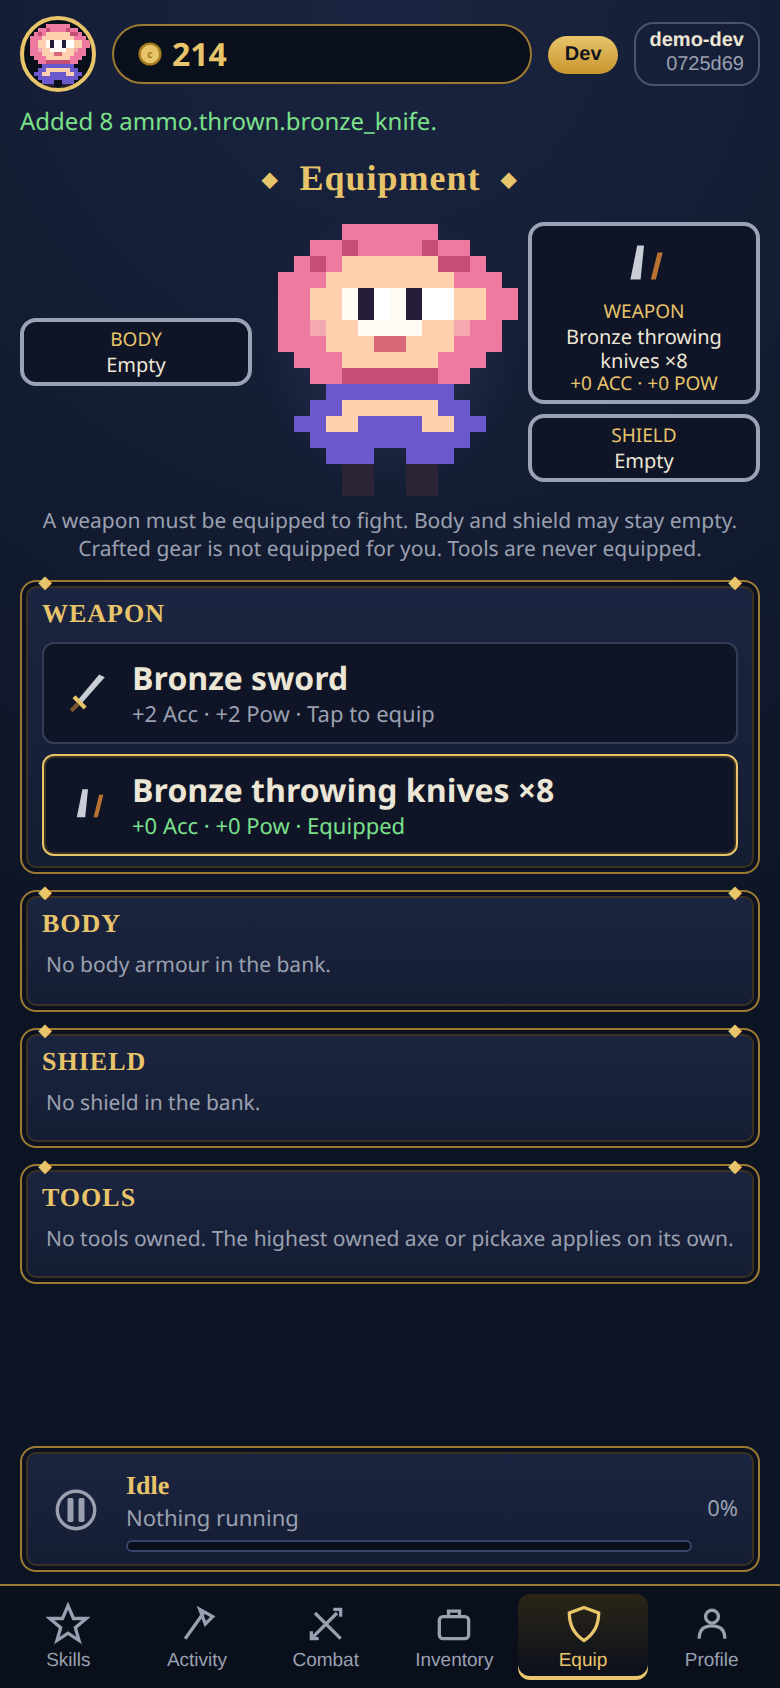 214
Dev
demo-dev
0725d69
Added 8 ammo.thrown.bronze_knife.
Equipment
BODY
Empty
WEAPON
Bronze throwing
knives ×8
+0 ACC · +0 POW
SHIELD
Empty
A weapon must be equipped to fight. Body and shield may stay empty.
Crafted gear is not equipped for you. Tools are never equipped.
WEAPON
Bronze sword
+2 Acc · +2 Pow · Tap to equip
Bronze throwing knives ×8
+0 Acc · +0 Pow · Equipped
BODY
No body armour in the bank.
SHIELD
No shield in the bank.
TOOLS
No tools owned. The highest owned axe or pickaxe applies on its own.
Idle
Nothing running
0%
Skills
Activity
Combat
Inventory
Equip
Profile